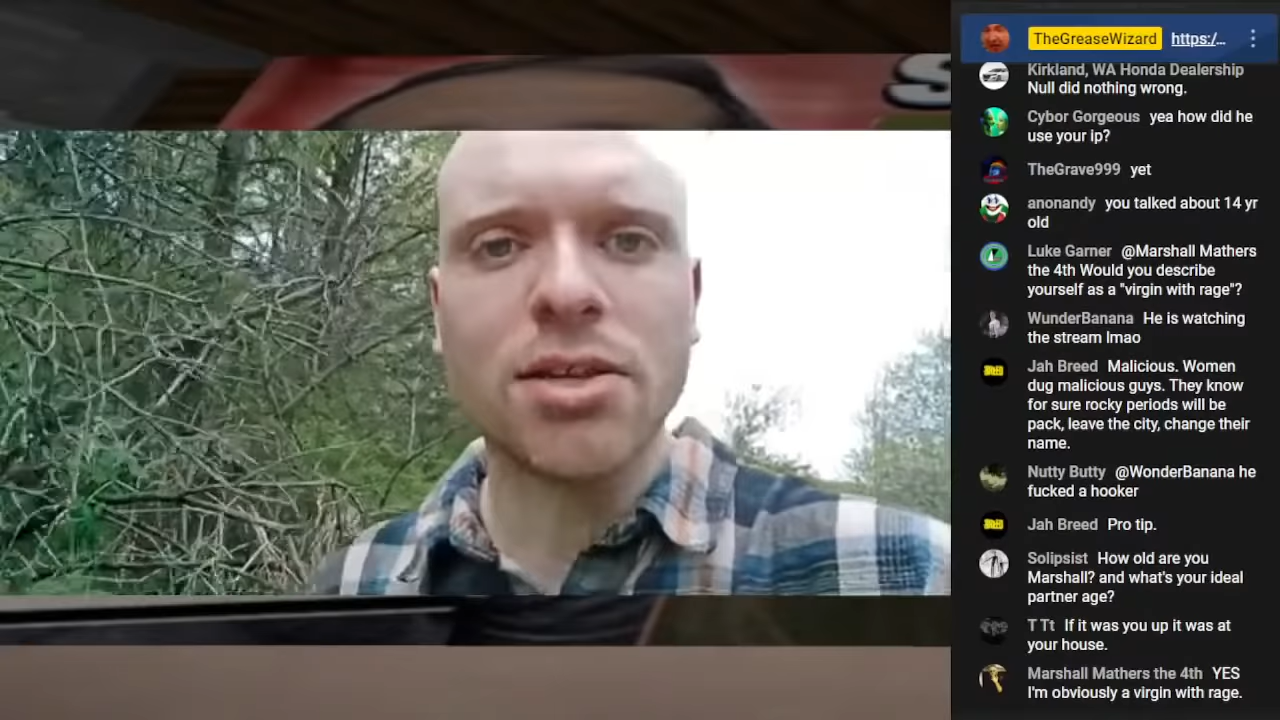 TheGreaseWizard https:/...
S
Kirkland, WA Honda Dealership
Null did nothing wrong.
Cybor Gorgeous yea how did he
use your ip?
TheGrave999 yet
anonandy you talked about 14 yr
old
Luke Garner @Marshall Mathers
the 4th Would you describe
yourself as a "virgin with rage"?
WunderBanana He is watching
the stream lmao
Jah Breed Malicious. Women
dug malicious guys. They know
for sure rocky periods will be
pack, leave the city, change their
name.
Nutty Butty @WonderBanana he
fucked a hooker
Jah Breed Pro tip.
Solipsist How old are you
Marshall? and what's your ideal
partner age?
T Tt If it was you up it was at
your house.
Marshall Mathers the 4th YES
I'm obviously a virgin with rage.